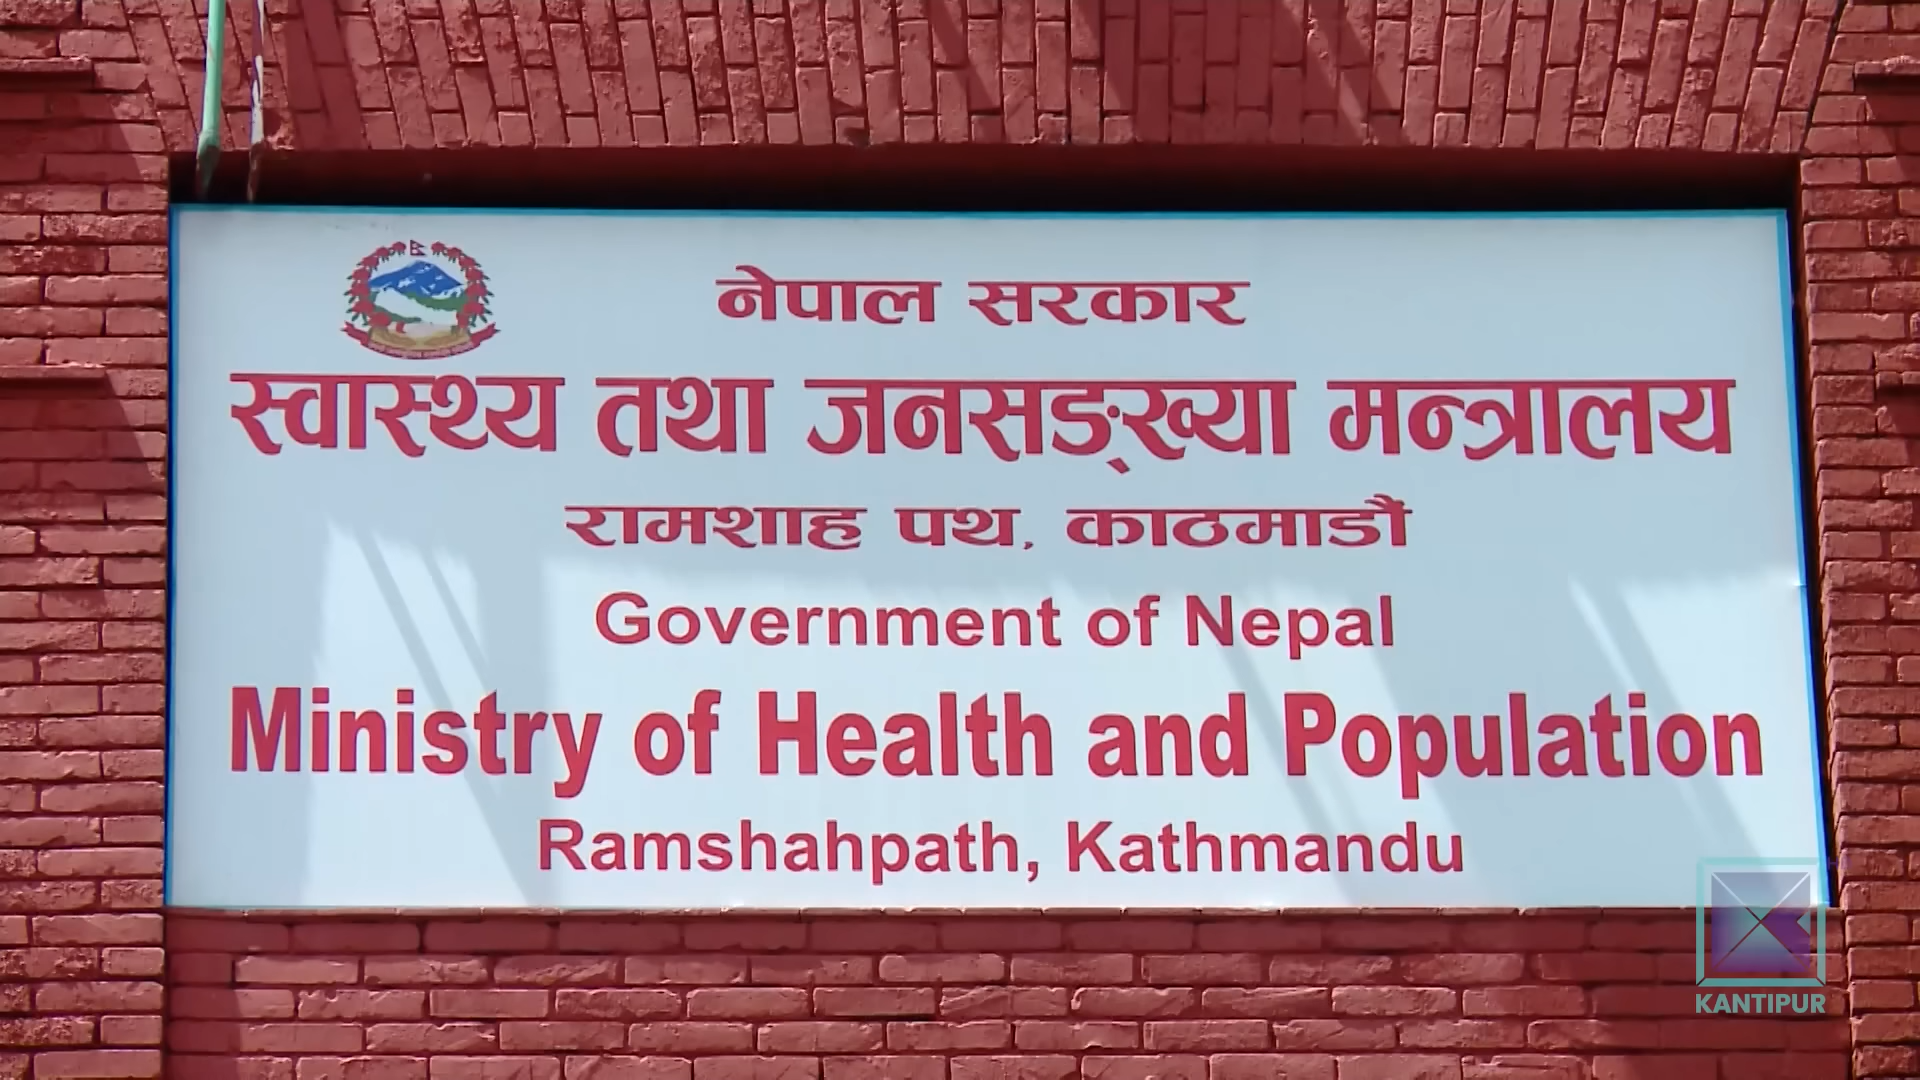 नेपाल सरकार
स्वास्थ्य तथा जनसङ्ख्या मन्त्रालय
रामशाह पथ, काठमाडौं
Government of Nepal
Ministry of Health and Population
Ramshahpath, Kathmandu
KANTIPUR